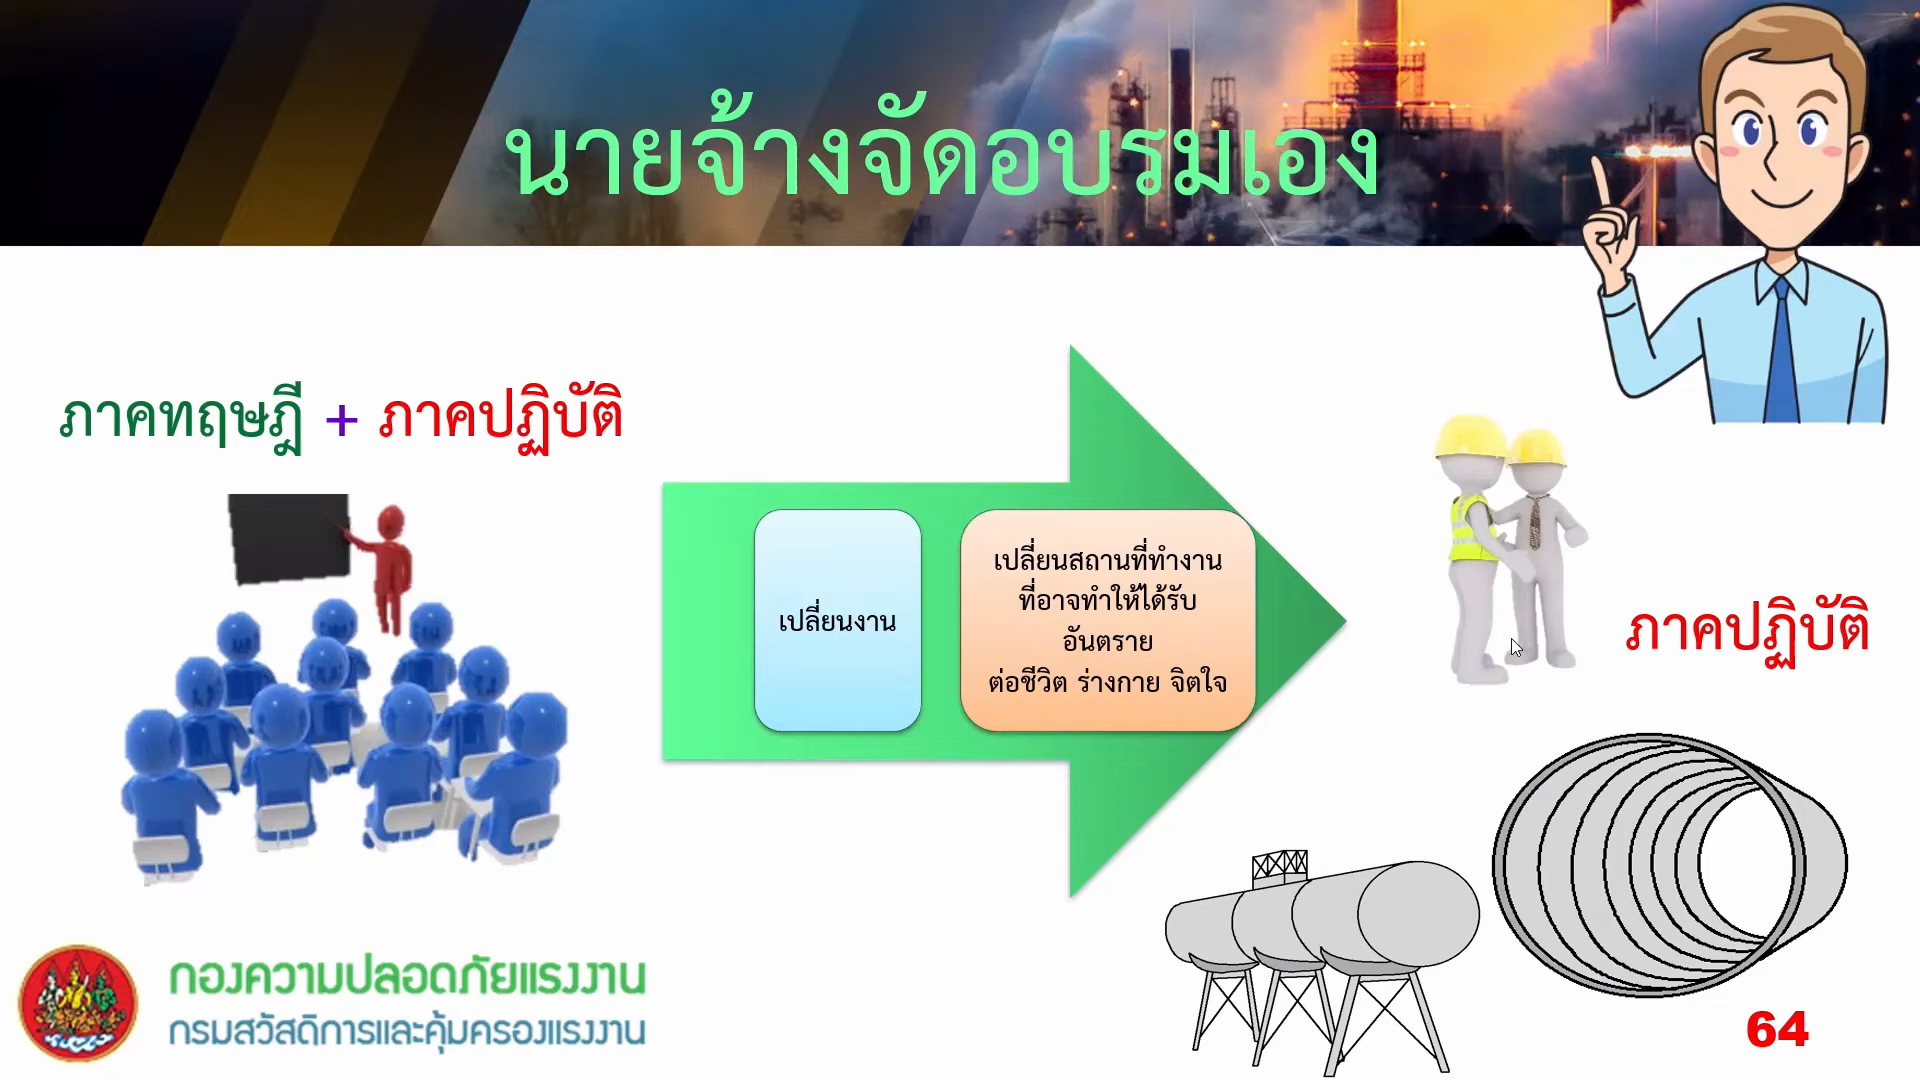 นายจ้างจัดอบรมเอง
ภาคทฤษฎี + ภาคปฏิบัติ
เปลี่ยนงาน
เปลี่ยนสถานที่ทำงาน
ที่อาจทำให้ได้รับ
อันตราย
ต่อชีวิต ร่างกาย จิตใจ
ภาคปฏิบัติ
กองความปลอดภัยแรงงาน
กรมสวัสดิการและคุ้มครองแรงงาน
64